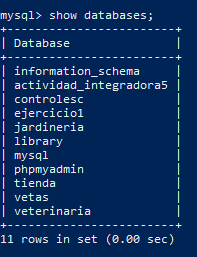 mysql> show databases;
+-------------------------+
| Database                |
+-------------------------+
| information_schema      |
| actividad_integradora5  |
| controlesc              |
| ejercicio1              |
| jardineria              |
| library                 |
| mysql                   |
| phpmyadmin              |
| tienda                  |
| vetas                   |
| veterinaria             |
+-------------------------+
11 rows in set (0.00 sec)